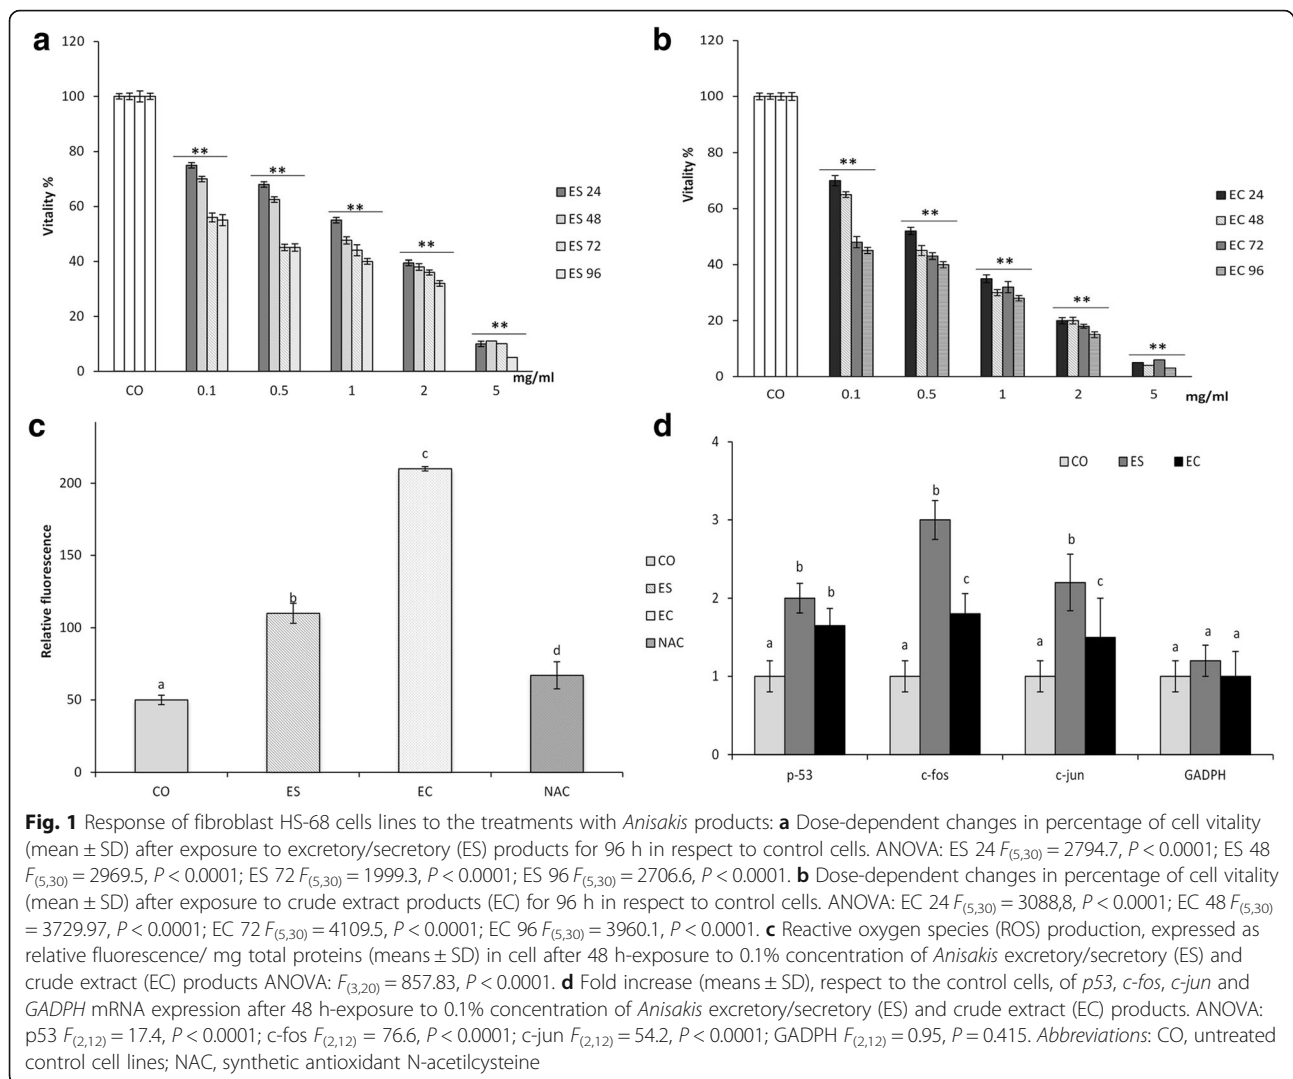 a
120
100
80
60
40
20
0
Vitality %
**
**
**
**
**
CO
0.1
0.5
1
2
5
mg/ml
ES 24
ES 48
ES 72
ES 96
b
120
100
80
60
40
20
0
Vitality %
**
**
**
**
**
CO
0.1
0.5
1
2
5
mg/ml
EC 24
EC 48
EC 72
EC 96
c
200
150
100
50
0
Relative fluorescence
a
b
c
d
CO
ES
EC
NAC
CO
ES
EC
NAC
d
4
3
2
1
0
CO
ES
EC
a
b
b
a
b
c
a
b
c
a
a
a
p-53
c-fos
c-jun
GADPH
Fig. 1 Response of fibroblast HS-68 cells lines to the treatments with Anisakis products: a Dose-dependent changes in percentage of cell vitality
(mean ± SD) after exposure to excretory/secretory (ES) products for 96 h in respect to control cells. ANOVA: ES 24 F(5,30) = 2794.7, P < 0.0001; ES 48
F(5,30) = 2969.5, P < 0.0001; ES 72 F(5,30) = 1999.3, P < 0.0001; ES 96 F(5,30) = 2706.6, P < 0.0001. b Dose-dependent changes in percentage of cell vitality
(mean ± SD) after exposure to crude extract products (EC) for 96 h in respect to control cells. ANOVA: EC 24 F(5,30) = 3088,8, P < 0.0001; EC 48 F(5,30)
= 3729.97, P < 0.0001; EC 72 F(5,30) = 4109.5, P < 0.0001; EC 96 F(5,30) = 3960.1, P < 0.0001. c Reactive oxygen species (ROS) production, expressed as
relative fluorescence/ mg total proteins (means ± SD) in cell after 48 h-exposure to 0.1% concentration of Anisakis excretory/secretory (ES) and
crude extract (EC) products ANOVA: F(3,20) = 857.83, P < 0.0001. d Fold increase (means ± SD), respect to the control cells, of p53, c-fos, c-jun and
GADPH mRNA expression after 48 h-exposure to 0.1% concentration of Anisakis excretory/secretory (ES) and crude extract (EC) products. ANOVA:
p53 F(2,12) = 17.4, P < 0.0001; c-fos F(2,12) = 76.6, P < 0.0001; c-jun F(2,12) = 54.2, P < 0.0001; GADPH F(2,12) = 0.95, P = 0.415. Abbreviations: CO, untreated
control cell lines; NAC, synthetic antioxidant N-acetilcysteine